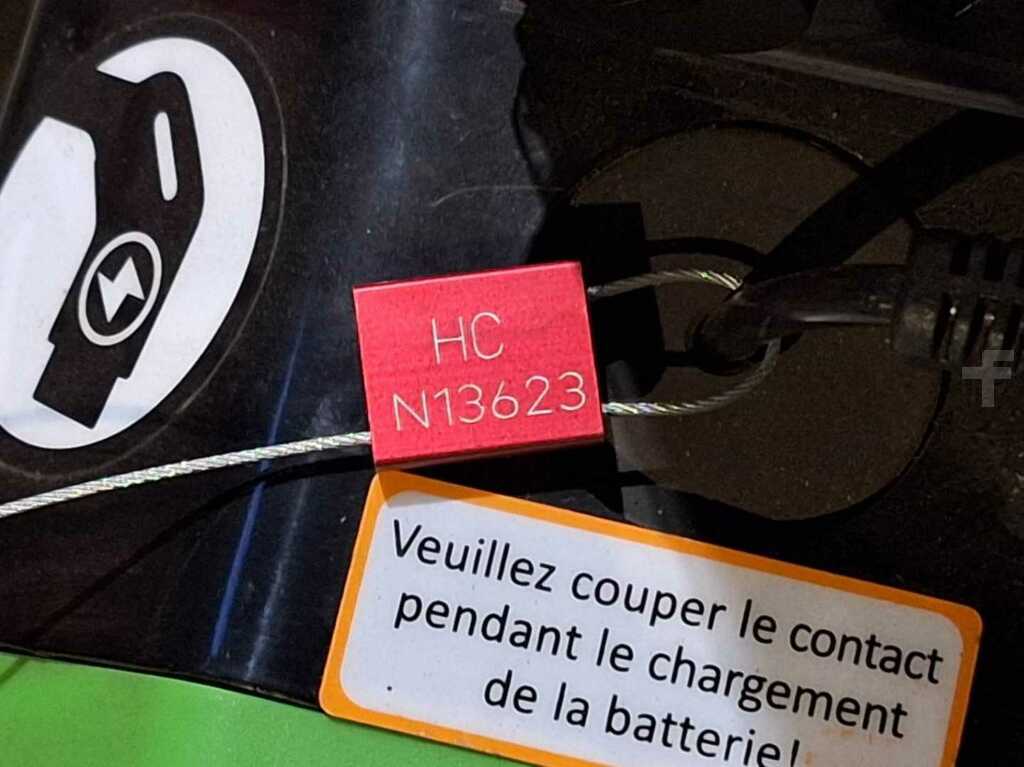 HC
N13623
Veuillez couper le contact
pendant le chargement
de la batterie!